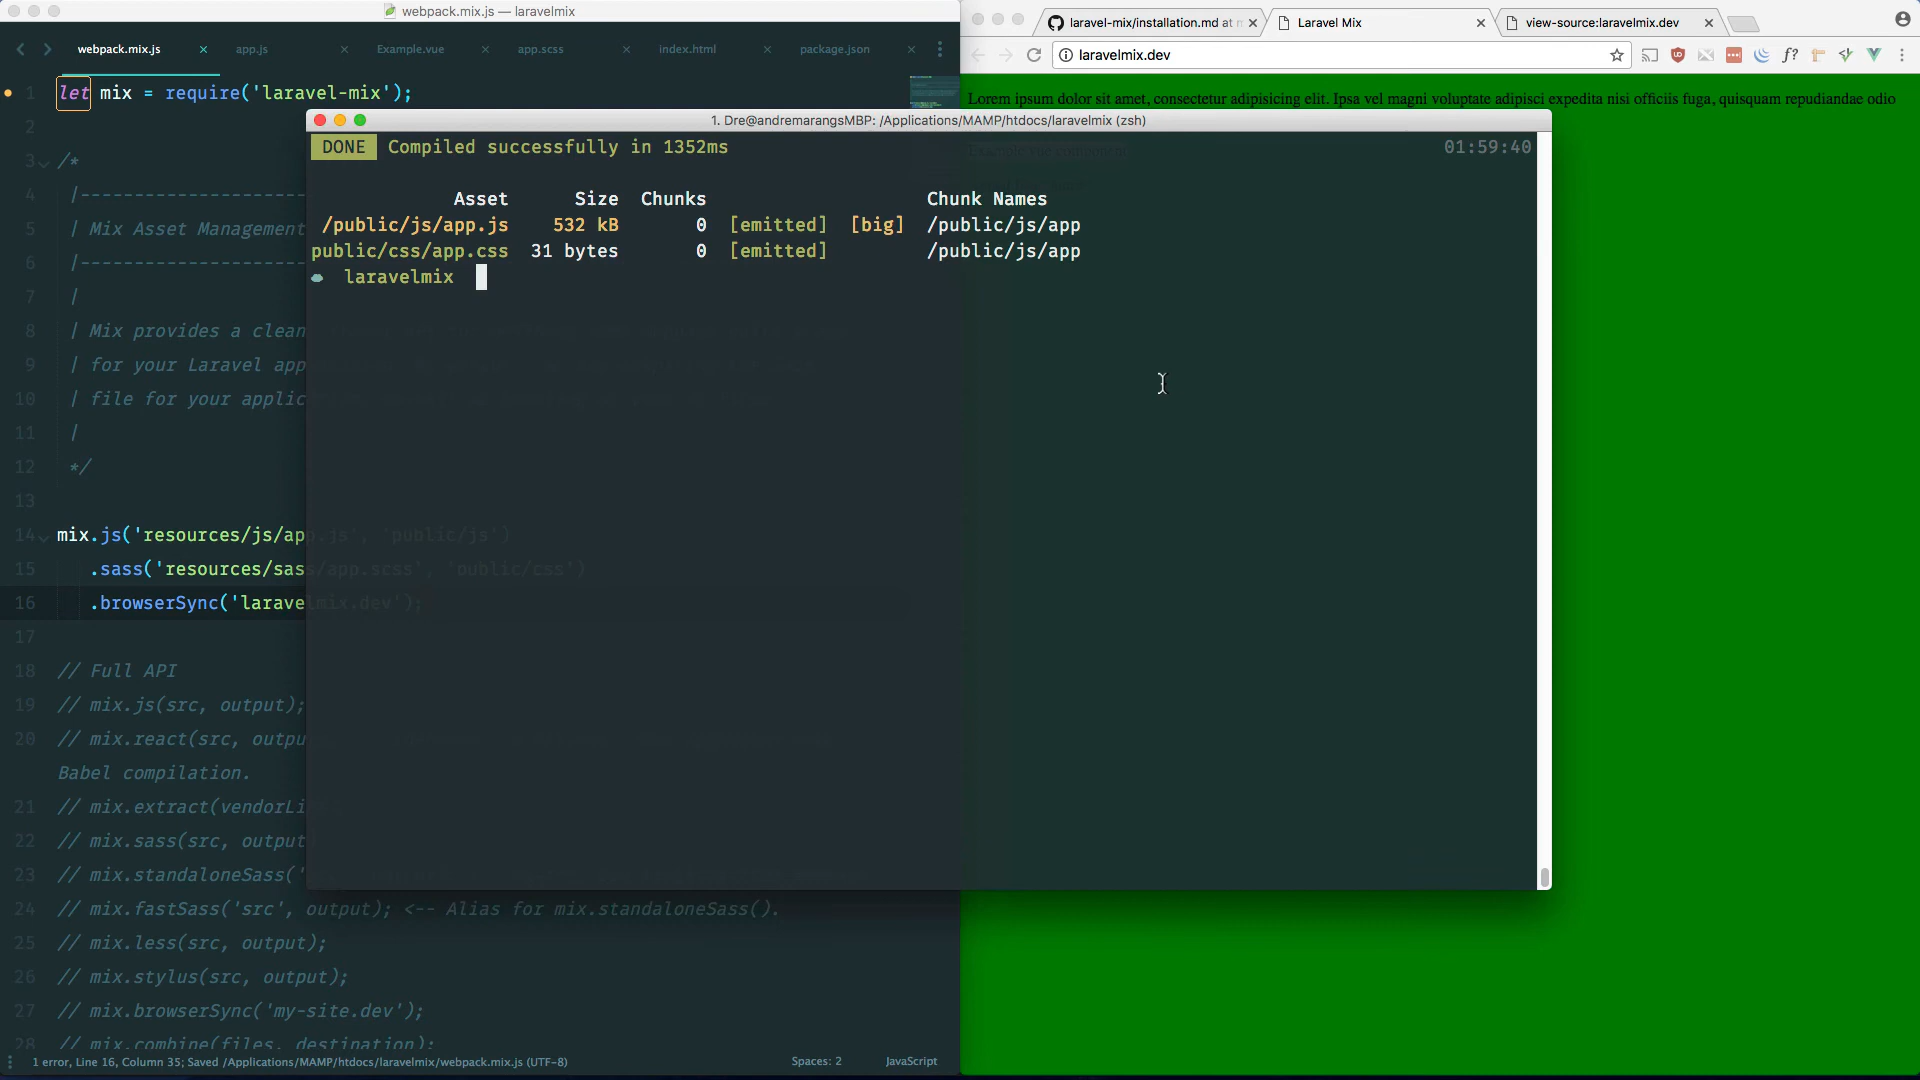 webpack.mix.js — laravelmix
webpack.mix.js
app.js
Example.vue
app.scss
index.html
package.json
1 let mix = require('laravel-mix');
2
3 /*
4 |---------------------
5 | Mix Asset Management
6 |---------------------
7 |
8 | Mix provides a clean
9 | for your Laravel app
10 | file for your applic
11 |
12 */
13
14 mix.js('resources/js/app.js', 'public/js')
15 .sass('resources/sass/app.scss', 'public/css')
16 .browserSync('laravelmix.dev');
17
18 // Full API
19 // mix.js(src, output);
20 // mix.react(src, outpu
Babel compilation.
21 // mix.extract(vendorLi
22 // mix.sass(src, output
23 // mix.standaloneSass('
24 // mix.fastSass('src', output); <-- Alias for mix.standaloneSass().
25 // mix.less(src, output);
26 // mix.stylus(src, output);
27 // mix.browserSync('my-site.dev');
28 // mix.combine(files, destination);
1 error, Line 16, Column 35; Saved /Applications/MAMP/htdocs/laravelmix/webpack.mix.js (UTF-8)
Spaces: 2
JavaScript
1. Dre@andremarangsMBP: /Applications/MAMP/htdocs/laravelmix (zsh)
DONE Compiled successfully in 1352ms 01:59:40
Asset Size Chunks Chunk Names
/public/js/app.js 532 kB 0 [emitted] [big] /public/js/app
public/css/app.css 31 bytes 0 [emitted] /public/js/app
laravelmix
laravel-mix/installation.md at m
Laravel Mix
view-source:laravelmix.dev
laravelmix.dev
Lorem ipsum dolor sit amet, consectetur adipisicing elit. Ipsa vel magni voluptate adipisci expedita nisi officiis fuga, quisquam repudiandae odio